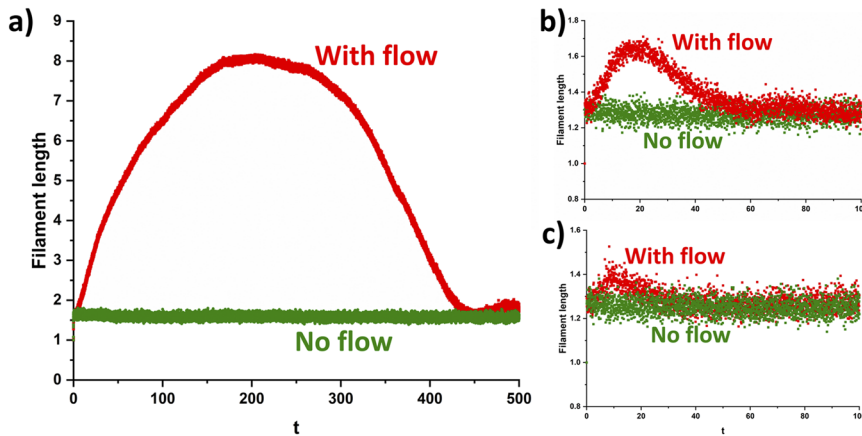 a)
9
8
7
6
5
4
3
2
1
0
Filament length
With flow
No flow
0 100 200 300 400 500
t
b)
1.8
1.6
1.4
1.2
1.0
0.8
Filament length
With flow
No flow
0 20 40 60 80 100
c)
1.6
1.4
1.2
1.0
0.8
Filament length
With flow
No flow
0 20 40 60 80 100
t